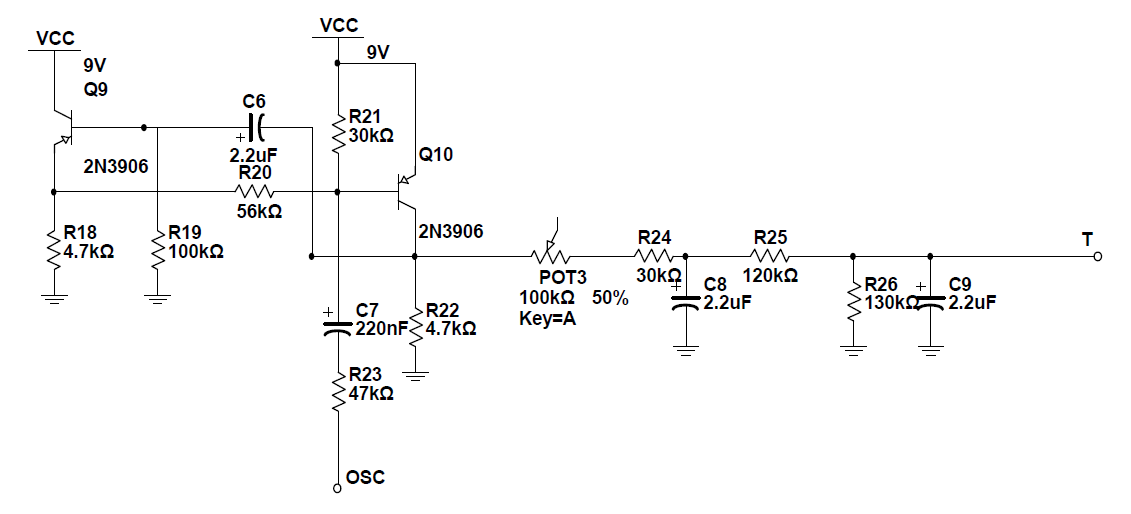 VCC
9V
Q9
2N3906
VCC
9V
C6
+
2.2uF
R20
56kΩ
R21
30kΩ
Q10
2N3906
R18
4.7kΩ
R19
100kΩ
POT3
100kΩ 50%
Key=A
R24
30kΩ
R25
120kΩ
T
+
C8
2.2uF
R26
130kΩ
+
C9
2.2uF
+
C7
220nF
R22
4.7kΩ
R23
47kΩ
OSC